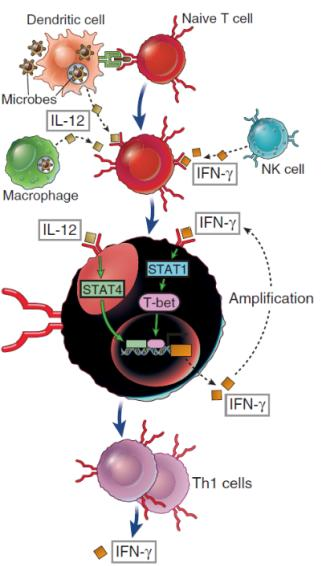 Dendritic cell
Naive T cell
Microbes
IL-12
Macrophage
IFN-γ
NK cell
IL-12
IFN-γ
STAT4
STAT1
T-bet
Amplification
IFN-γ
Th1 cells
IFN-γ